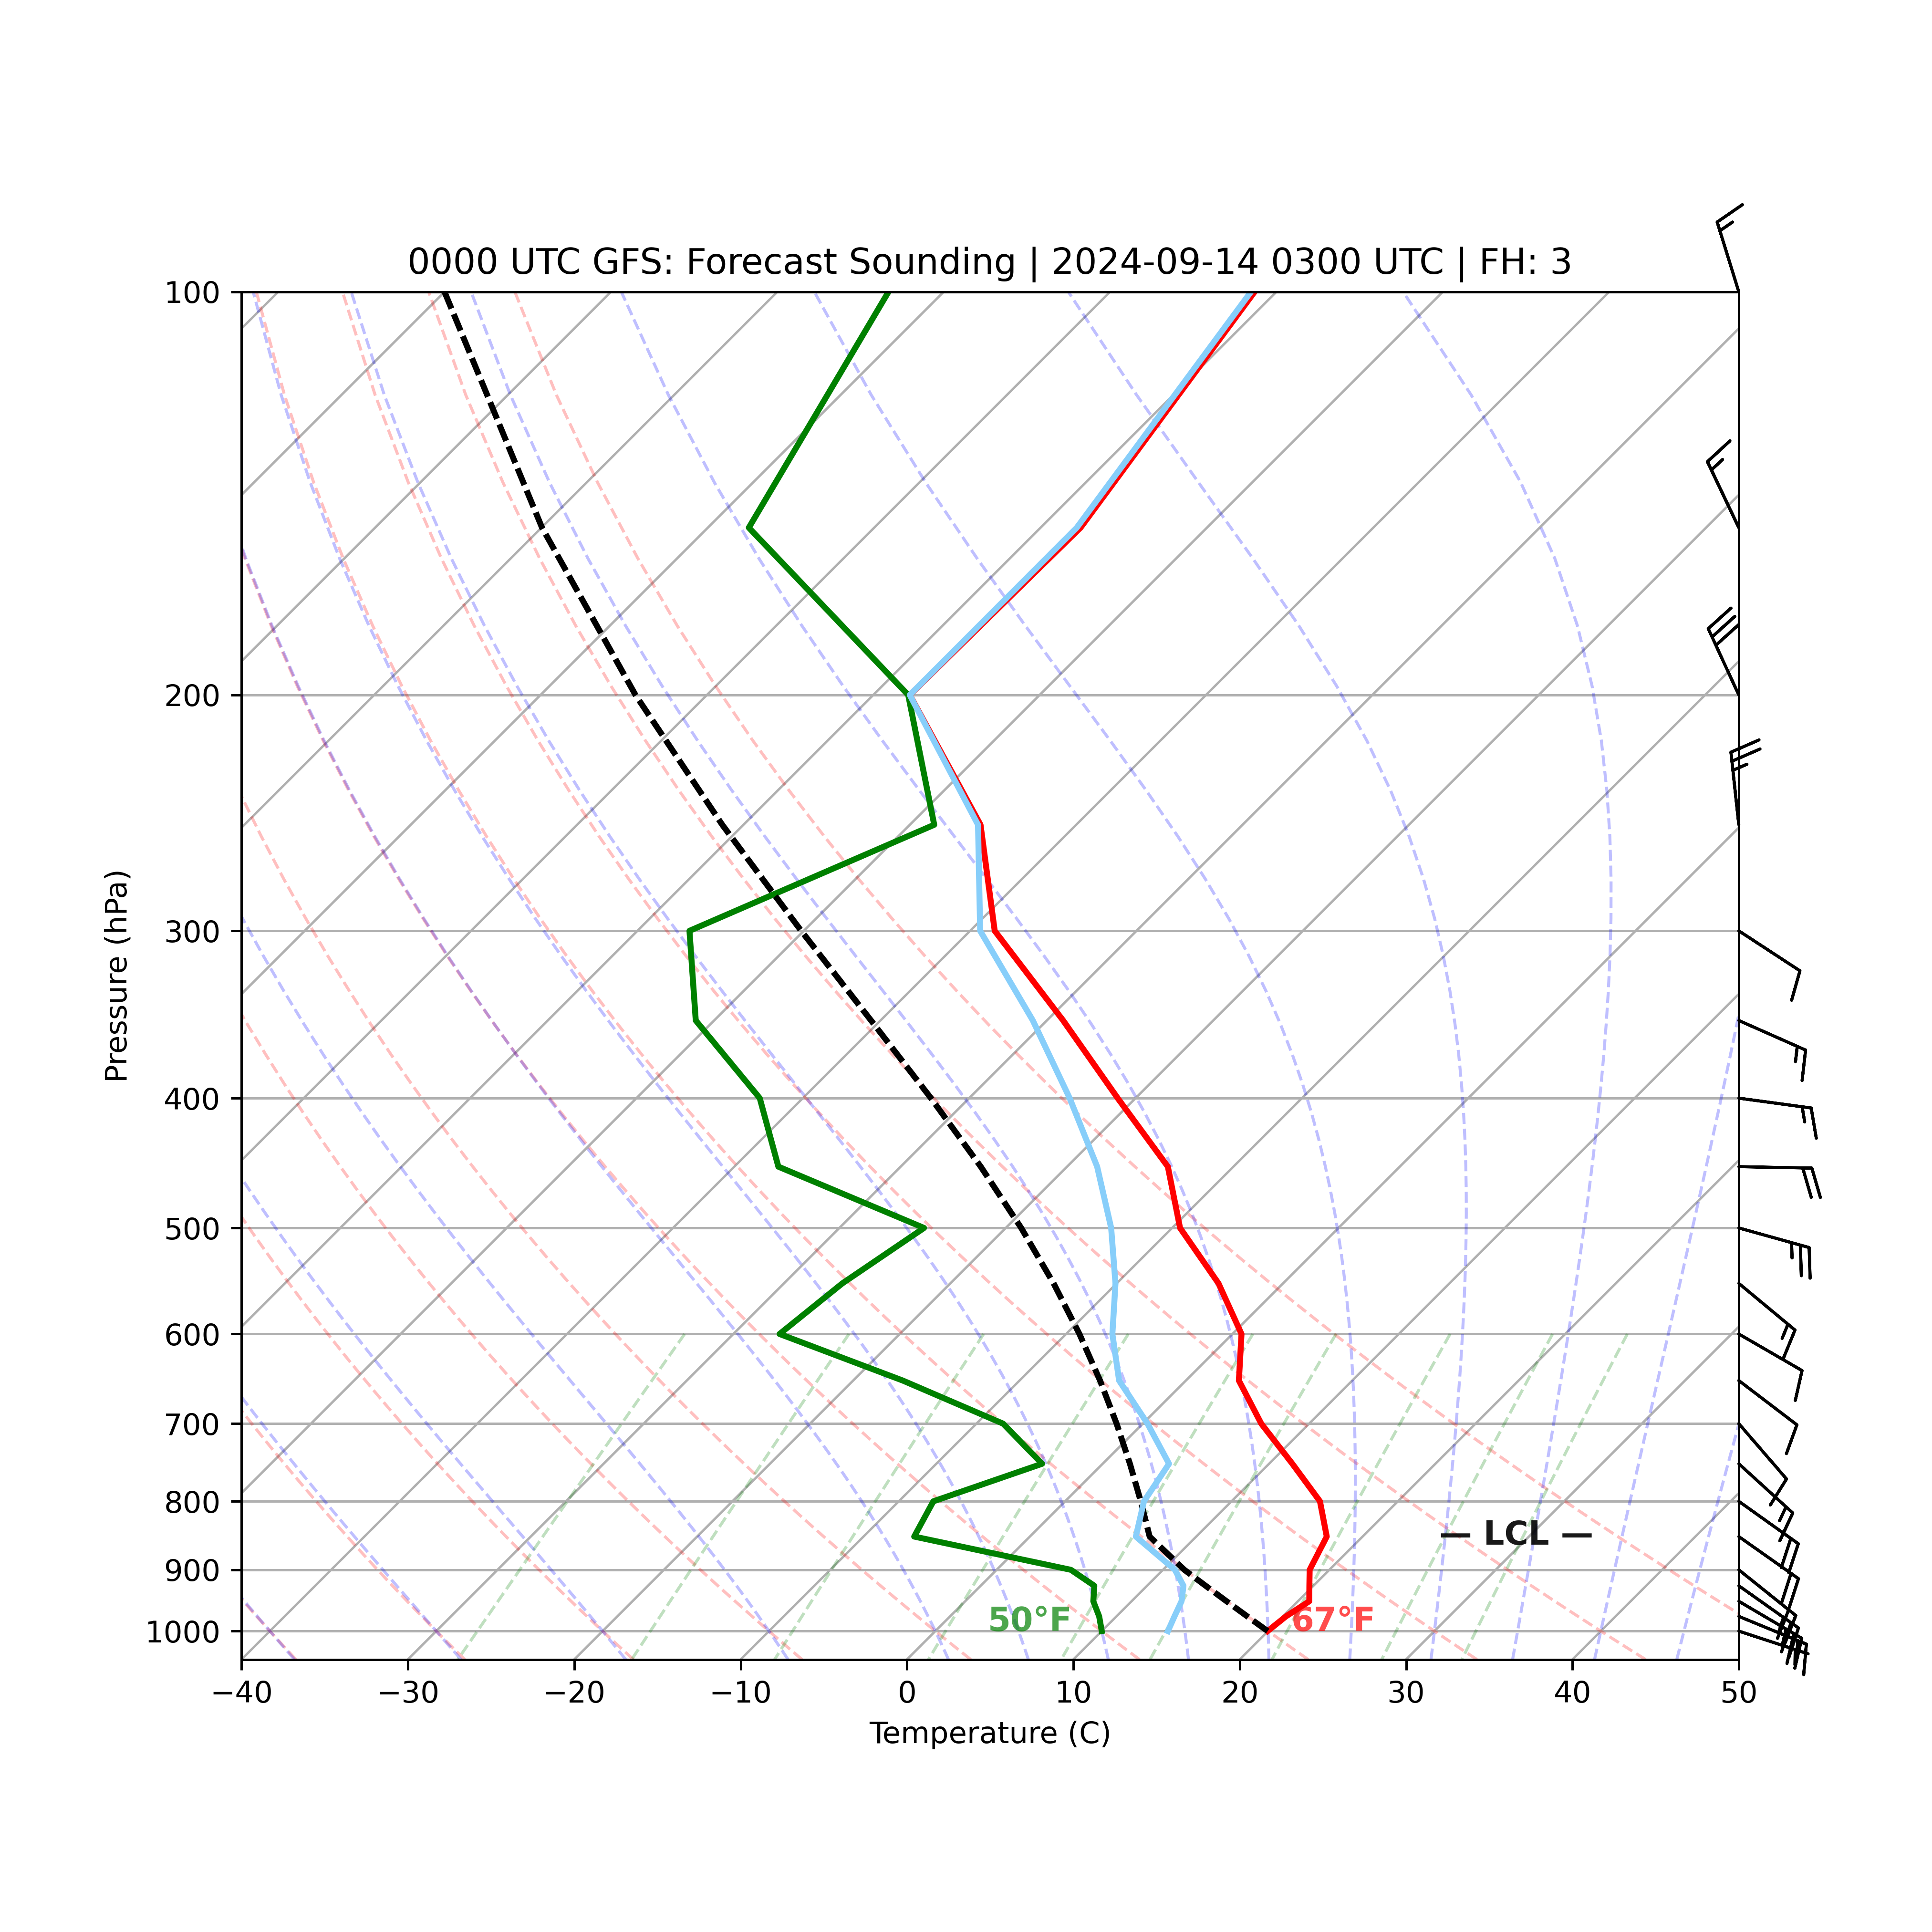 0000 UTC GFS: Forecast Sounding | 2024-09-14 0300 UTC | FH: 3
100
200
300
400
500
600
700
800
900
1000
Pressure (hPa)
— LCL —
50°F
67°F
−40 −30 −20 −10 0 10 20 30 40 50
Temperature (C)